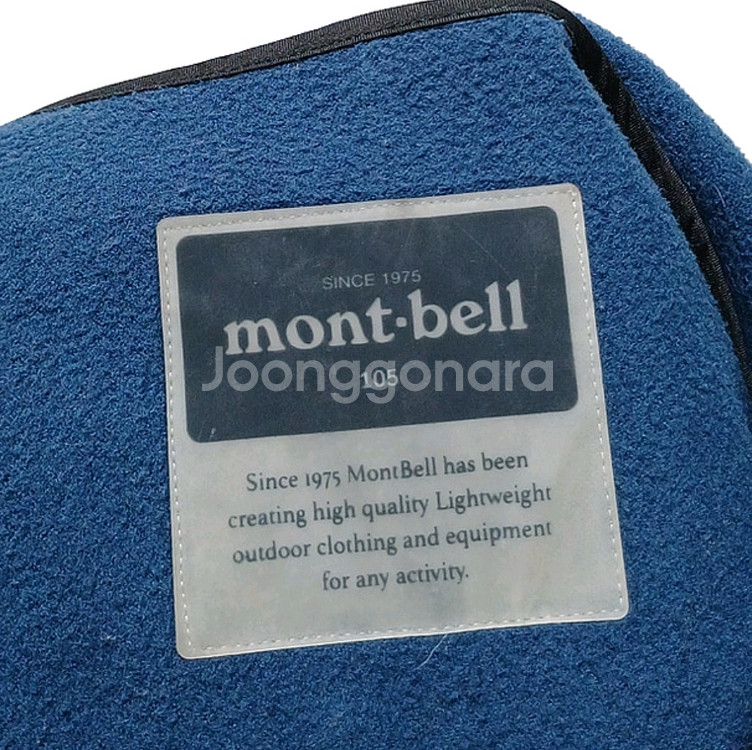 SINCE 1975
mont·bell
105
Joonggonara
Since 1975 MontBell has been
creating high quality Lightweight
outdoor clothing and equipment
for any activity.